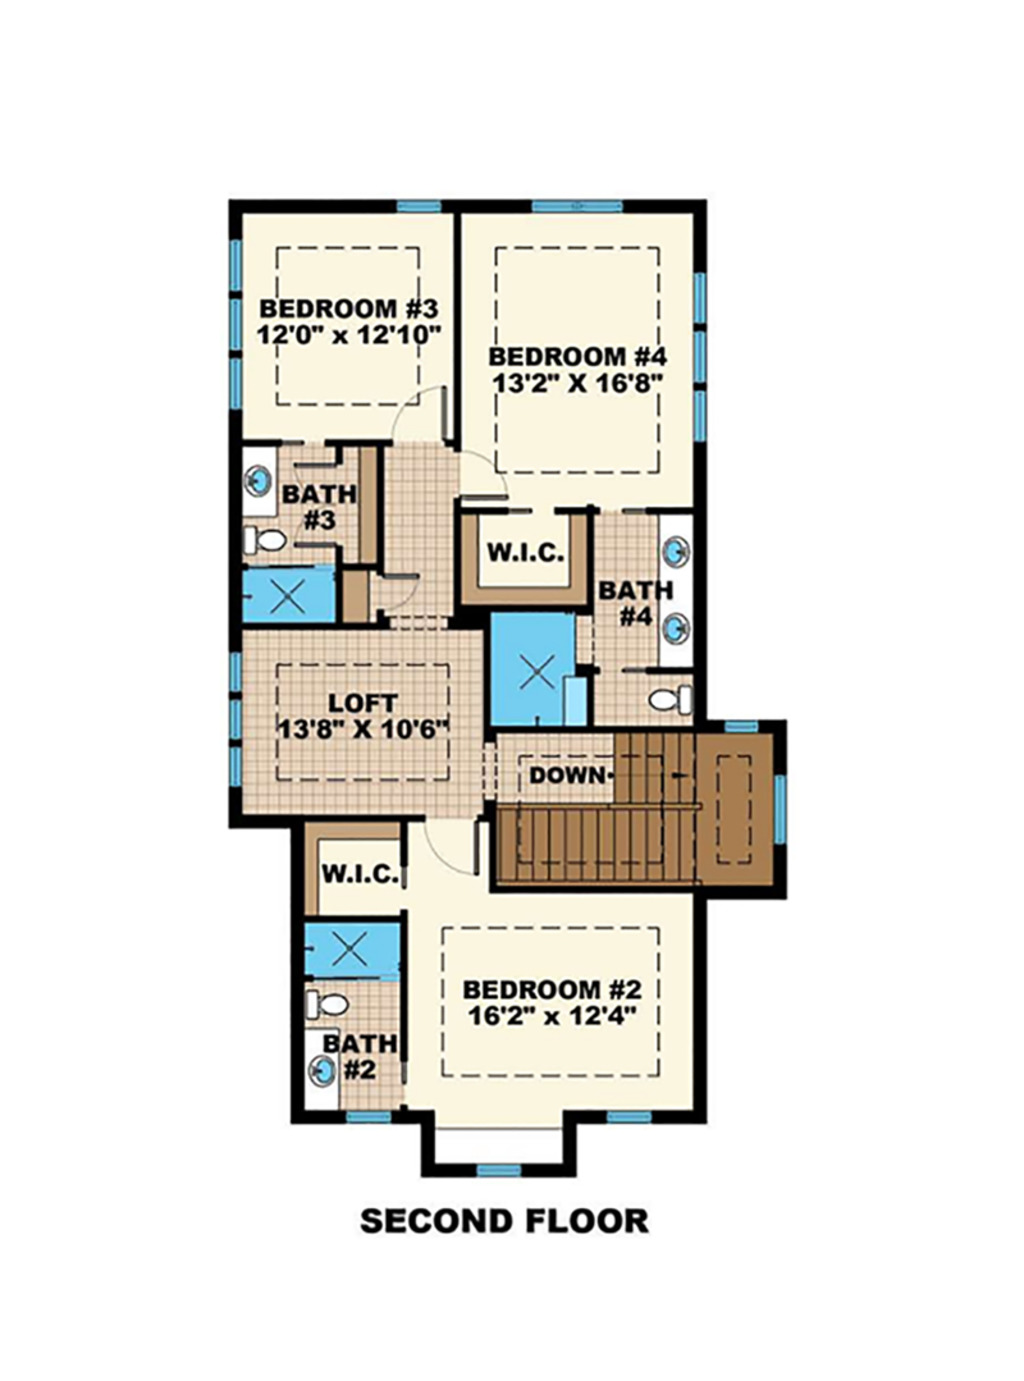 BEDROOM #3
12'0" x 12'10"
BEDROOM #4
13'2" X 16'8"
BATH
#3
W.I.C.
BATH
#4
LOFT
13'8" X 10'6"
DOWN
W.I.C.
BEDROOM #2
16'2" x 12'4"
BATH
#2
SECOND FLOOR